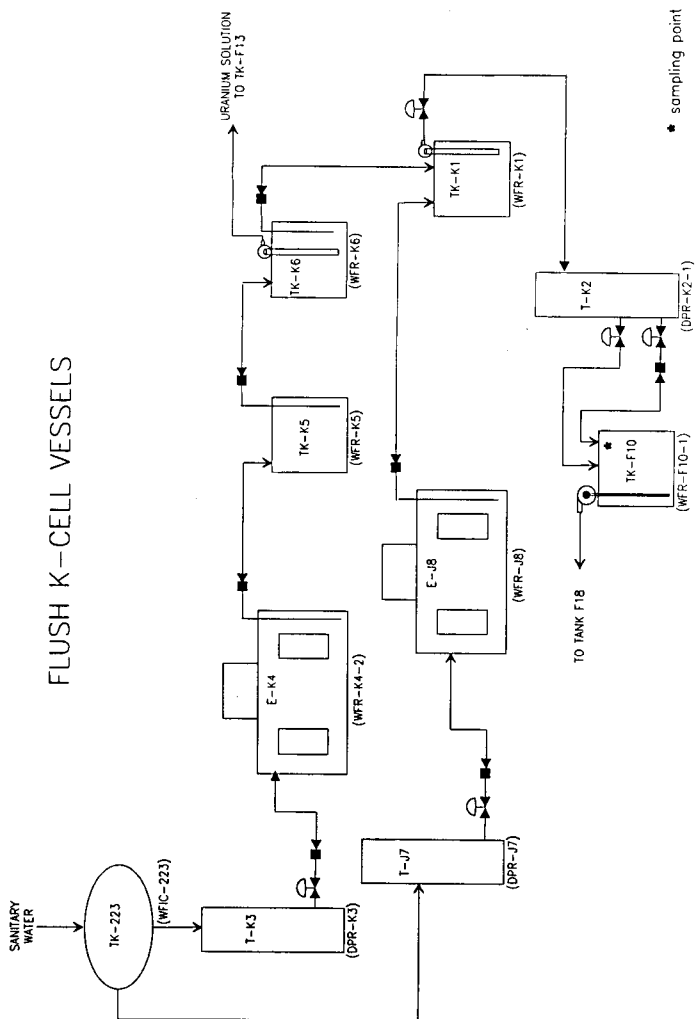 FLUSH K-CELL VESSELS
SANITARY
WATER
TK-223
(WFIC-223)
T-K3
(DPR-K3)
E-K4
(WFR-K4-2)
TK-K5
(WFR-K5)
TK-K6
(WFR-K6)
URANIUM SOLUTION
TO TK-F13
T-J7
(DPR-J7)
E-J8
(WFR-J8)
TK-K1
(WFR-K1)
T-K2
(DPR-K2-1)
TK-F10
*
(WFR-F10-1)
TO TANK F18
* sampling point